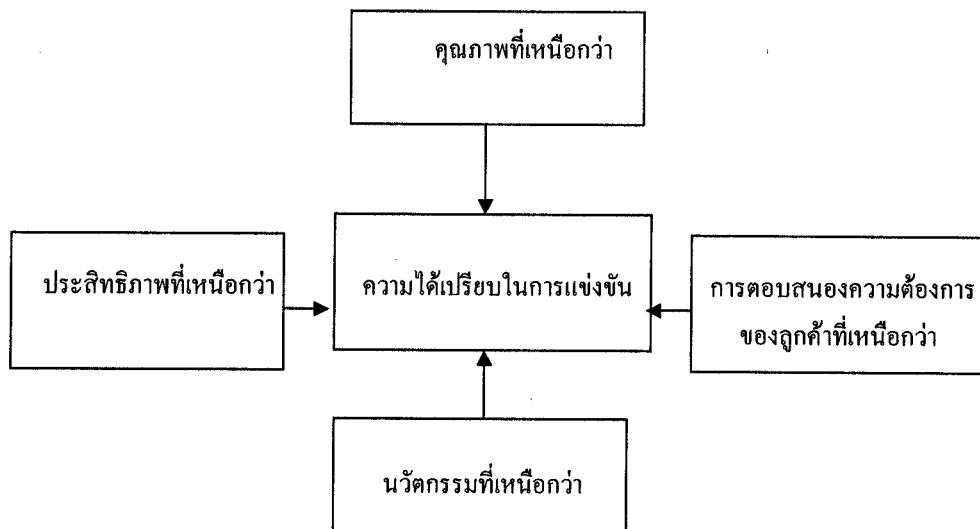 คุณภาพที่เหนือกว่า
ประสิทธิภาพที่เหนือกว่า
ความได้เปรียบในการแข่งขัน
การตอบสนองความต้องการ
ของลูกค้าที่เหนือกว่า
นวัตกรรมที่เหนือกว่า